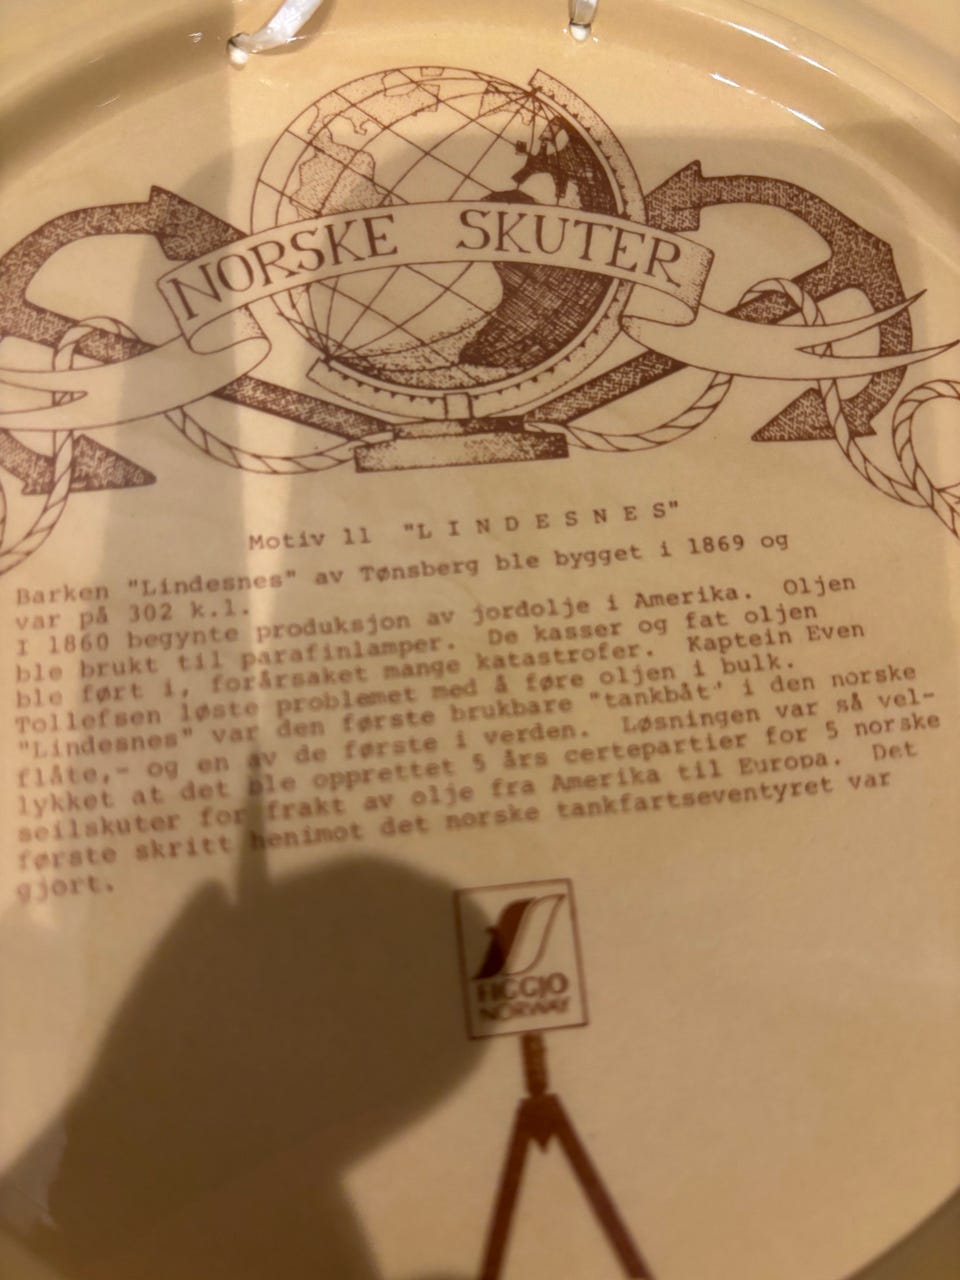 NORSKE SKUTER
Motiv 11 "L I N D E S N E S"
Barken "Lindesnes" av Tønsberg ble bygget i 1869 og
var på 302 k.l.
I 1860 begynte produksjon av jordolje i Amerika. Oljen
ble brukt til parafinlamper. De kasser og fat oljen
ble ført i, forårsaket mange katastrofer. Kaptein Even
Tollefsen løste problemet med å føre oljen i bulk.
"Lindesnes" var den første brukbare "tankbåt" i den norske
flåte,- og en av de første i verden. Løsningen var så vel-
lykket at det ble opprettet 5 års certepartier for 5 norske
seilskuter for frakt av olje fra Amerika til Europa. Det
første skritt henimot det norske tankfartseventyret var
gjort.
FIGGJO
NORWAY